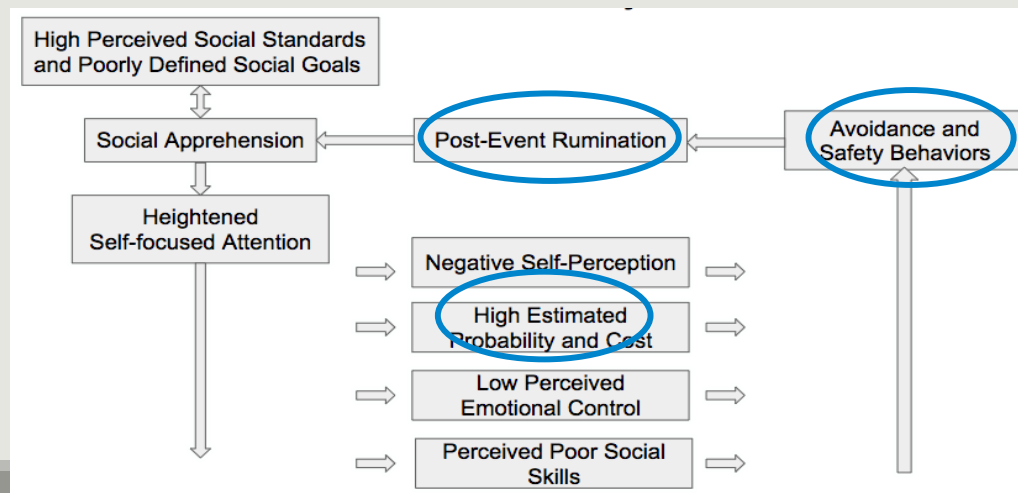 High Perceived Social Standards
and Poorly Defined Social Goals
Social Apprehension
Post-Event Rumination
Avoidance and
Safety Behaviors
Heightened
Self-focused Attention
Negative Self-Perception
High Estimated
Probability and Cost
Low Perceived
Emotional Control
Perceived Poor Social
Skills